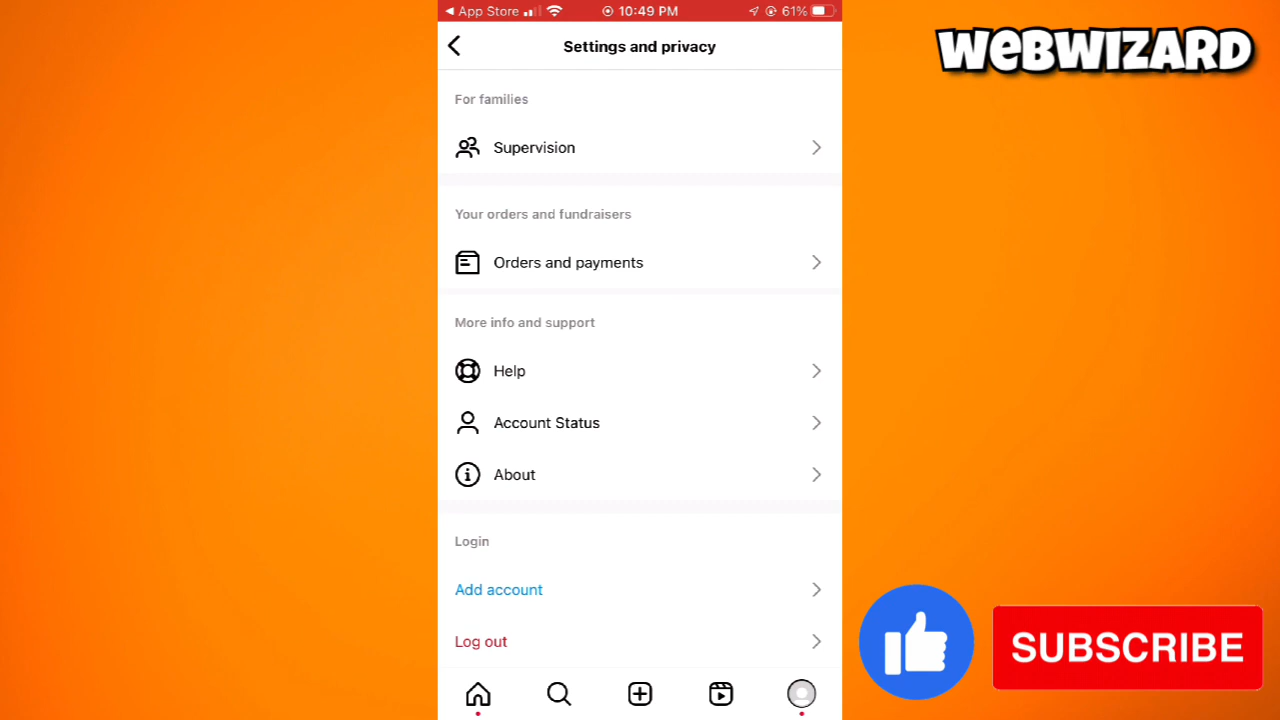 App Store
10:49 PM
61%
WEBWIZARD
Settings and privacy
For families
Supervision
Your orders and fundraisers
Orders and payments
More info and support
Help
Account Status
About
Login
Add account
Log out
SUBSCRIBE